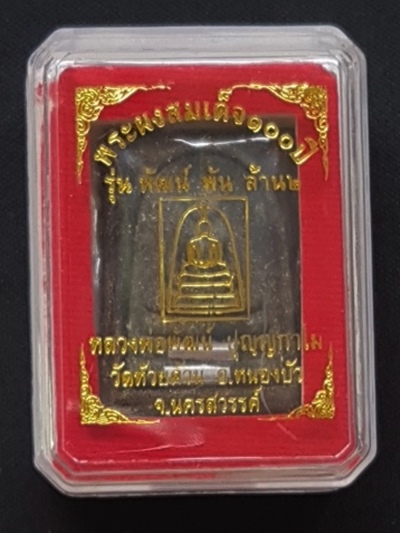 พระผงสมเด็จ๑๐๐ปี
รุ่น พัฒน์ พัน ล้าน๒
หลวงพ่อพัฒน์ ปุญฺญกาโม
วัดห้วยด้วน อ.หนองบัว
จ.นครสวรรค์